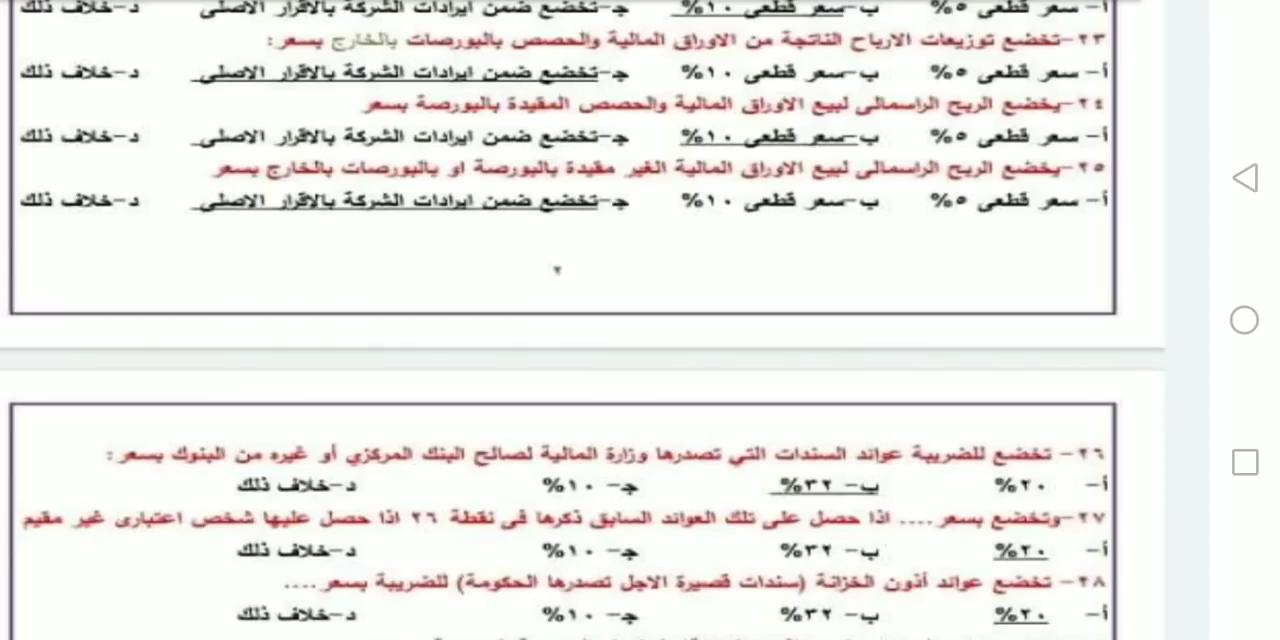 أ- سعر قطعى ٥% ب-سعر قطعى ١٠% جـ-تخضع ضمن ايرادات الشركة بالاقرار الاصلى د-خلاف ذلك
٢٣-تخضع توزيعات الارباح الناتجة من الاوراق المالية والحصص بالبورصات بالخارج بسعر:
أ- سعر قطعى ٥% ب-سعر قطعى ١٠% جـ-تخضع ضمن ايرادات الشركة بالاقرار الاصلى د-خلاف ذلك
٢٤-يخضع الربح الراسمالى لبيع الاوراق المالية والحصص المقيدة بالبورصة بسعر
أ- سعر قطعى ٥% ب-سعر قطعى ١٠% جـ-تخضع ضمن ايرادات الشركة بالاقرار الاصلى د-خلاف ذلك
٢٥-يخضع الربح الراسمالى لبيع الاوراق المالية الغير مقيدة بالبورصة او بالبورصات بالخارج بسعر
أ- سعر قطعى ٥% ب-سعر قطعى ١٠% جـ-تخضع ضمن ايرادات الشركة بالاقرار الاصلى د-خلاف ذلك
٢
٢٦- تخضع للضريبة عوائد السندات التي تصدرها وزارة المالية لصالح البنك المركزي أو غيره من البنوك بسعر:
أ- ٢٠% ب- ٣٢% جـ- ١٠% د-خلاف ذلك
٢٧-وتخضع بسعر .... اذا حصل على تلك العوائد السابق ذكرها فى نقطة ٢٦ اذا حصل عليها شخص اعتبارى غير مقيم
أ- ٢٠% ب- ٣٢% جـ- ١٠% د-خلاف ذلك
٢٨- تخضع عوائد أذون الخزانة (سندات قصيرة الاجل تصدرها الحكومة) للضريبة بسعر ....
أ- ٢٠% ب- ٣٢% جـ- ١٠% د-خلاف ذلك